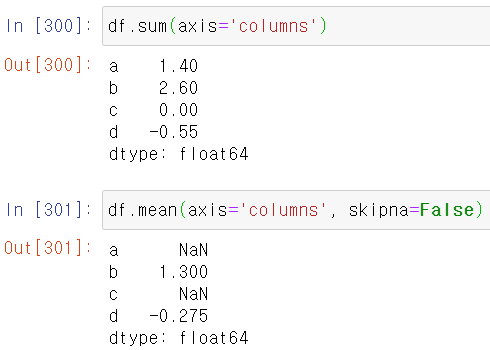 In [300]: df.sum(axis='columns')
Out[300]: a    1.40
b    2.60
c    0.00
d   -0.55
dtype: float64
In [301]: df.mean(axis='columns', skipna=False)
Out[301]: a      NaN
b    1.300
c      NaN
d   -0.275
dtype: float64